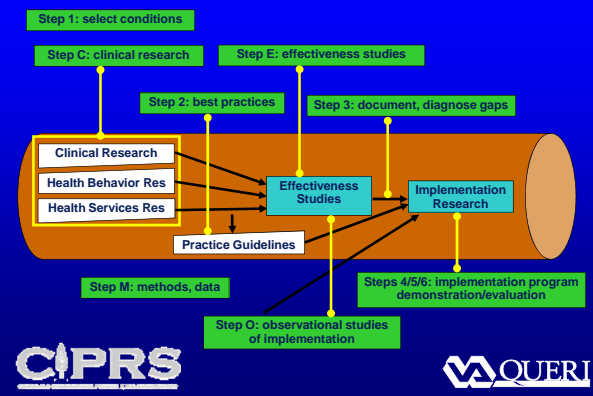 Step 1: select conditions
Step C: clinical research
Step E: effectiveness studies
Step 2: best practices
Step 3: document, diagnose gaps
Clinical Research
Health Behavior Res
Health Services Res
Effectiveness
Studies
Implementation
Research
Practice Guidelines
Step M: methods, data
Steps 4/5/6: implementation program
demonstration/evaluation
Step O: observational studies
of implementation
CIPRS
VA QUERI